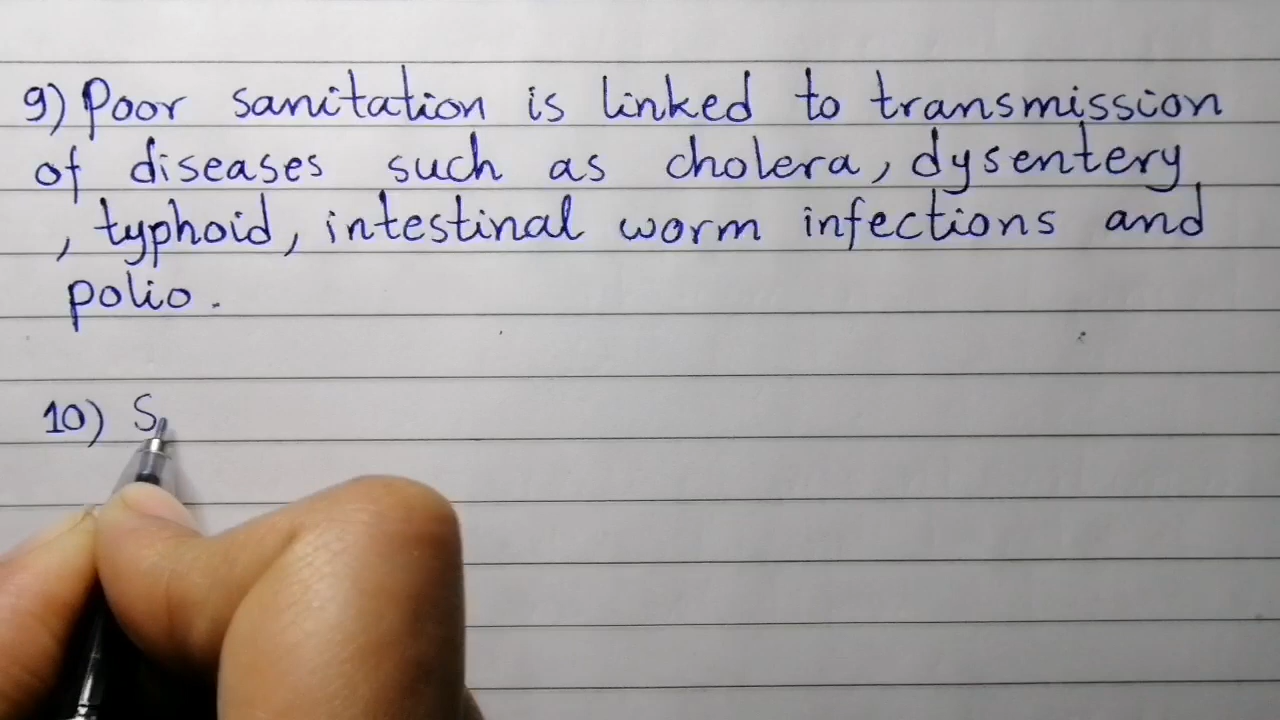 9) Poor sanitation is linked to transmission
of diseases such as cholera, dysentery
, typhoid, intestinal worm infections and
polio.
10) S